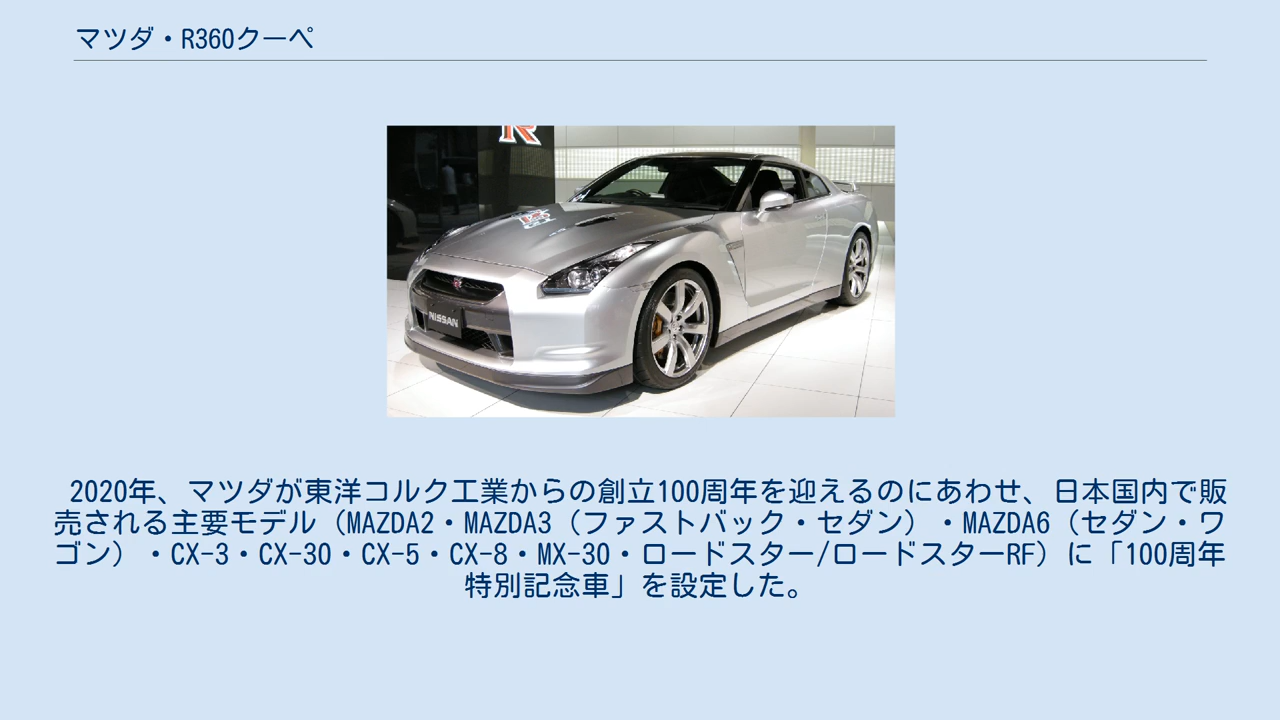 マツダ・R360クーペ
R
NISSAN
2020年、マツダが東洋コルク工業からの創立100周年を迎えるのにあわせ、日本国内で販
売される主要モデル（MAZDA2・MAZDA3（ファストバック・セダン）・MAZDA6（セダン・ワ
ゴン）・CX-3・CX-30・CX-5・CX-8・MX-30・ロードスター/ロードスターRF）に「100周年
特別記念車」を設定した。